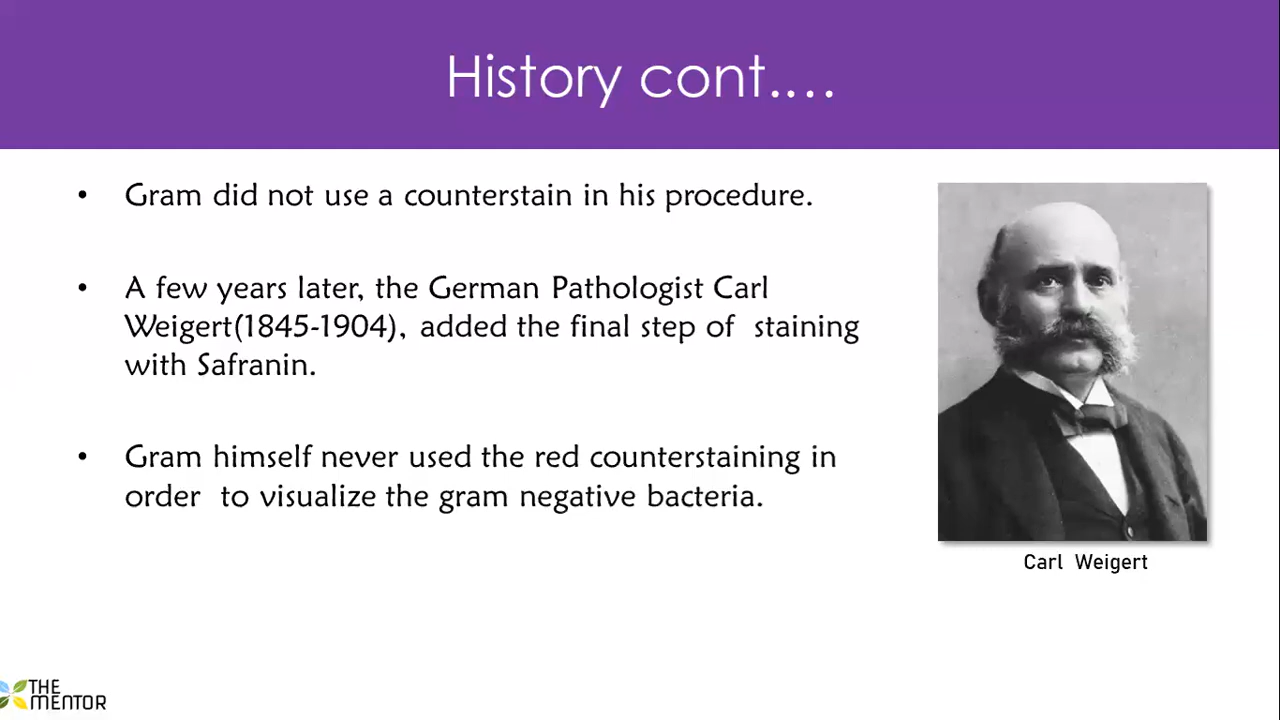 History cont....
• Gram did not use a counterstain in his procedure.
• A few years later, the German Pathologist Carl
Weigert(1845-1904), added the final step of staining
with Safranin.
• Gram himself never used the red counterstaining in
order to visualize the gram negative bacteria.
Carl Weigert
THE
MENTOR